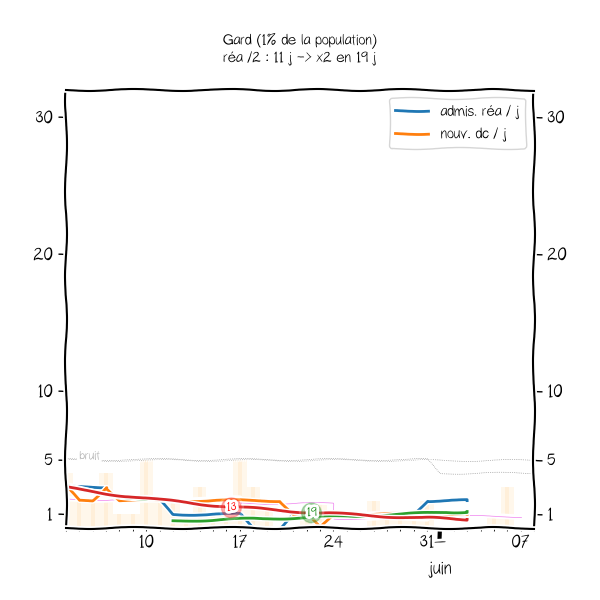 Gard (1% de la population)
réa /2 : 11 j -> x2 en 19 j
admis. réa / j
nouv. dc / j
30
30
20
20
10
10
5
bruit
5
1
13
19
1
10
17
24
31
07
juin